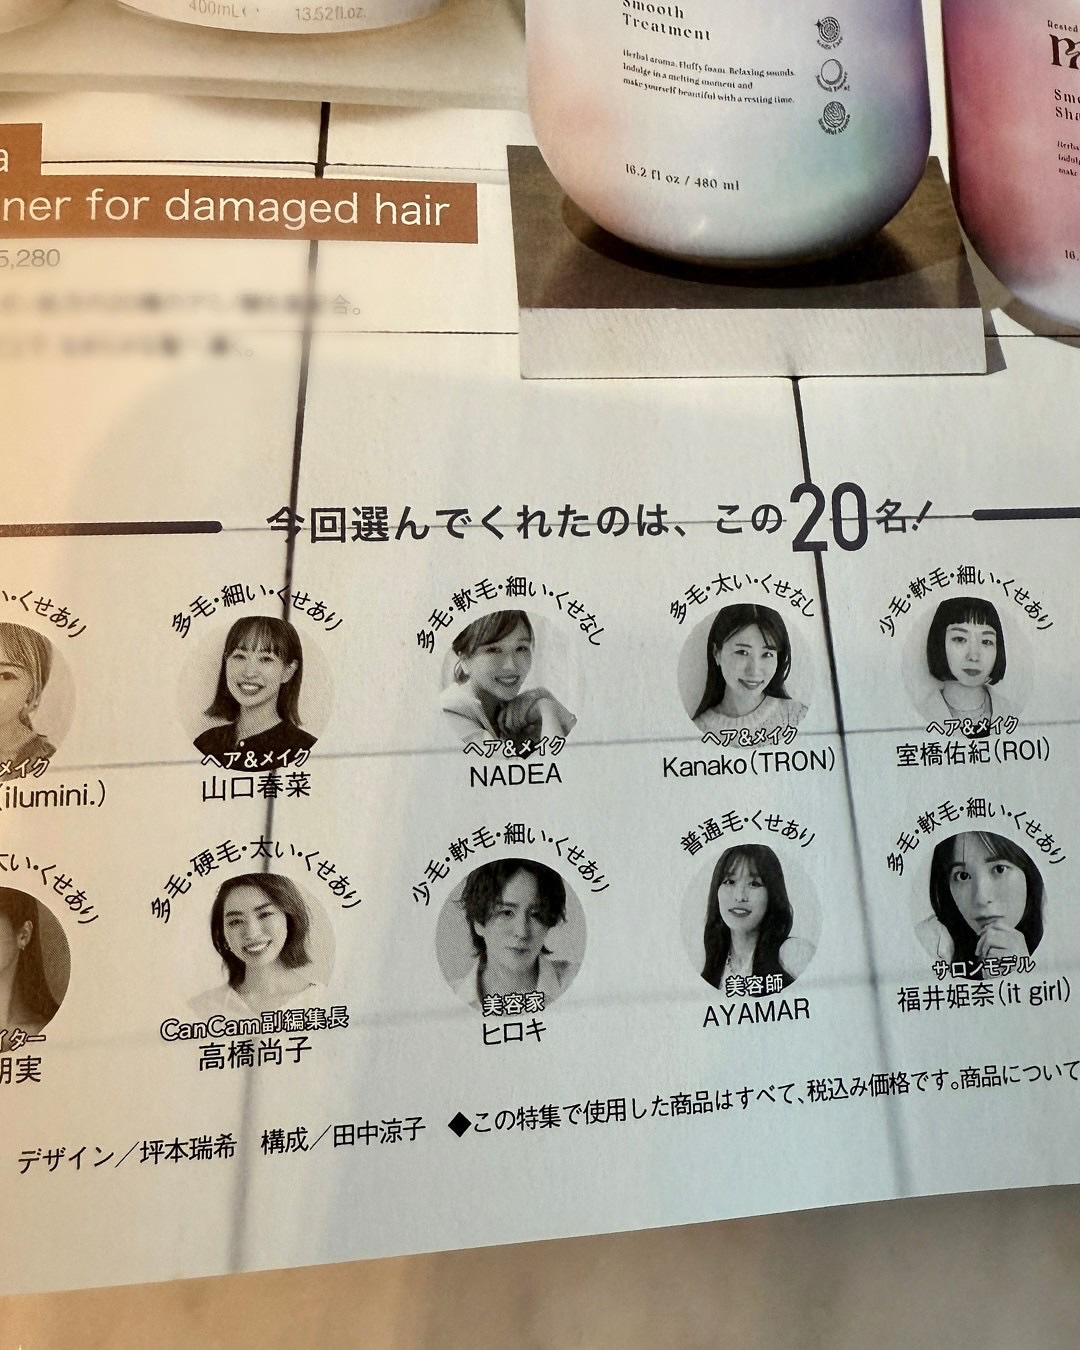 400mL
13.52fl.oz.
Smooth
Treatment
Herbal aroma. Fluffy foam. Relaxing sounds.
Indulge in a melting moment and
make yourself beautiful with a resting time.
16.2 fl oz / 480 ml
a
ner for damaged hair
5,280
合。
今回選んでくれたのは、この20名!
い・くせあり
メイク
(ilumini.)
多毛・細い・くせあり
ヘア&メイク
山口春菜
多毛・軟毛・細い・くせなし
ヘア&メイク
NADEA
多毛・太い・くせなし
ヘア&メイク
Kanako(TRON)
少毛・軟毛・細い・くせあり
ヘア&メイク
室橋佑紀(ROI)
太い・くせあり
イター
明実
多毛・硬毛・太い・くせあり
CanCam副編集長
高橋尚子
少毛・軟毛・細い・くせあり
美容家
ヒロキ
普通毛・くせあり
美容師
AYAMAR
多毛・軟毛・細い・くせあり
サロンモデル
福井姫奈(it girl)
デザイン/坪本瑞希 構成/田中涼子 ◆この特集で使用した商品はすべて、税込み価格です。商品について